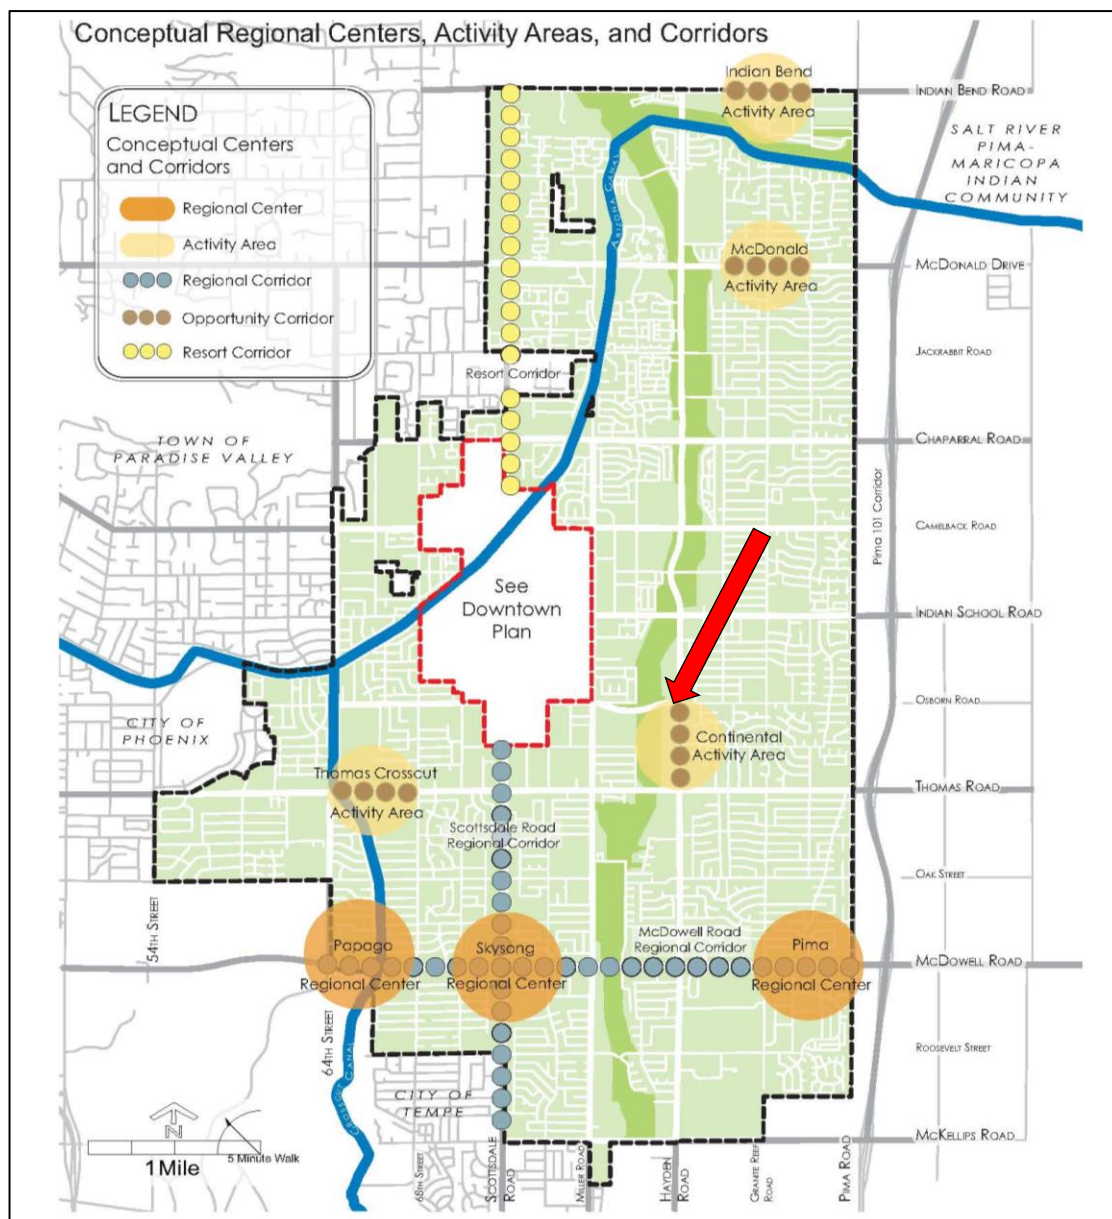 Conceptual Regional Centers, Activity Areas, and Corridors
LEGEND
Conceptual Centers
and Corridors
Regional Center
Activity Area
Regional Corridor
Opportunity Corridor
Resort Corridor
Indian Bend
Activity Area
INDIAN BEND ROAD
SALT RIVER
PIMA-
MARICOPA
INDIAN
COMMUNITY
ARIZONA CANAL
McDonald
Activity Area
MCDONALD DRIVE
JACKRABBIT ROAD
Resort Corridor
TOWN OF
PARADISE VALLEY
CHAPARRAL ROAD
Pima 101 Corridor
CAMELBACK ROAD
See
Downtown
Plan
INDIAN SCHOOL ROAD
OSBORN ROAD
CITY OF
PHOENIX
Continental
Activity Area
Thomas Crosscut
Activity Area
THOMAS ROAD
Scottsdale Road
Regional Corridor
OAK STREET
54TH STREET
McDowell Road
Regional Corridor
Papago
Regional Center
Skysong
Regional Center
Pima
Regional Center
MCDOWELL ROAD
64TH STREET
CROSSCUT CANAL
ROOSEVELT STREET
CITY OF
TEMPE
N
1 Mile
5 Minute Walk
MCKELLIPS ROAD
68TH STREET
SCOTTSDALE
ROAD
MILLER ROAD
HAYDEN
ROAD
GRANITE REEF
ROAD
PIMA ROAD